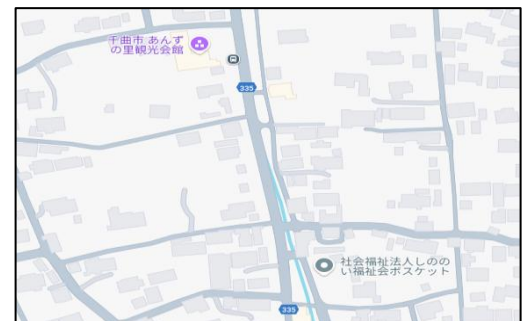 千曲市 あんず
の里観光会館
335
社会福祉法人しのの
い福祉会ポスケット
335